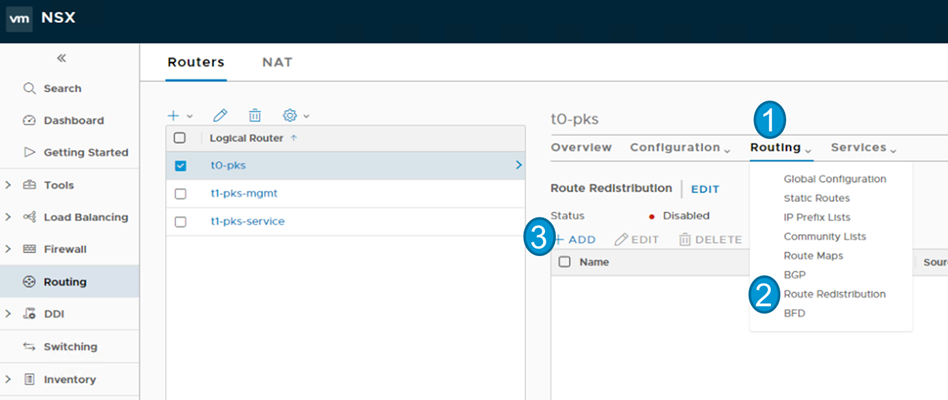 vm NSX
Routers NAT
Search
Dashboard
Getting Started
Tools
Load Balancing
Firewall
Routing
DDI
Switching
Inventory
Logical Router
t0-pks
t1-pks-mgmt
t1-pks-service
t0-pks
1
Overview Configuration Routing Services
Route Redistribution EDIT
Status Disabled
3 + ADD EDIT DELETE
Name Sour
Global Configuration
Static Routes
IP Prefix Lists
Community Lists
Route Maps
BGP
2 Route Redistribution
BFD